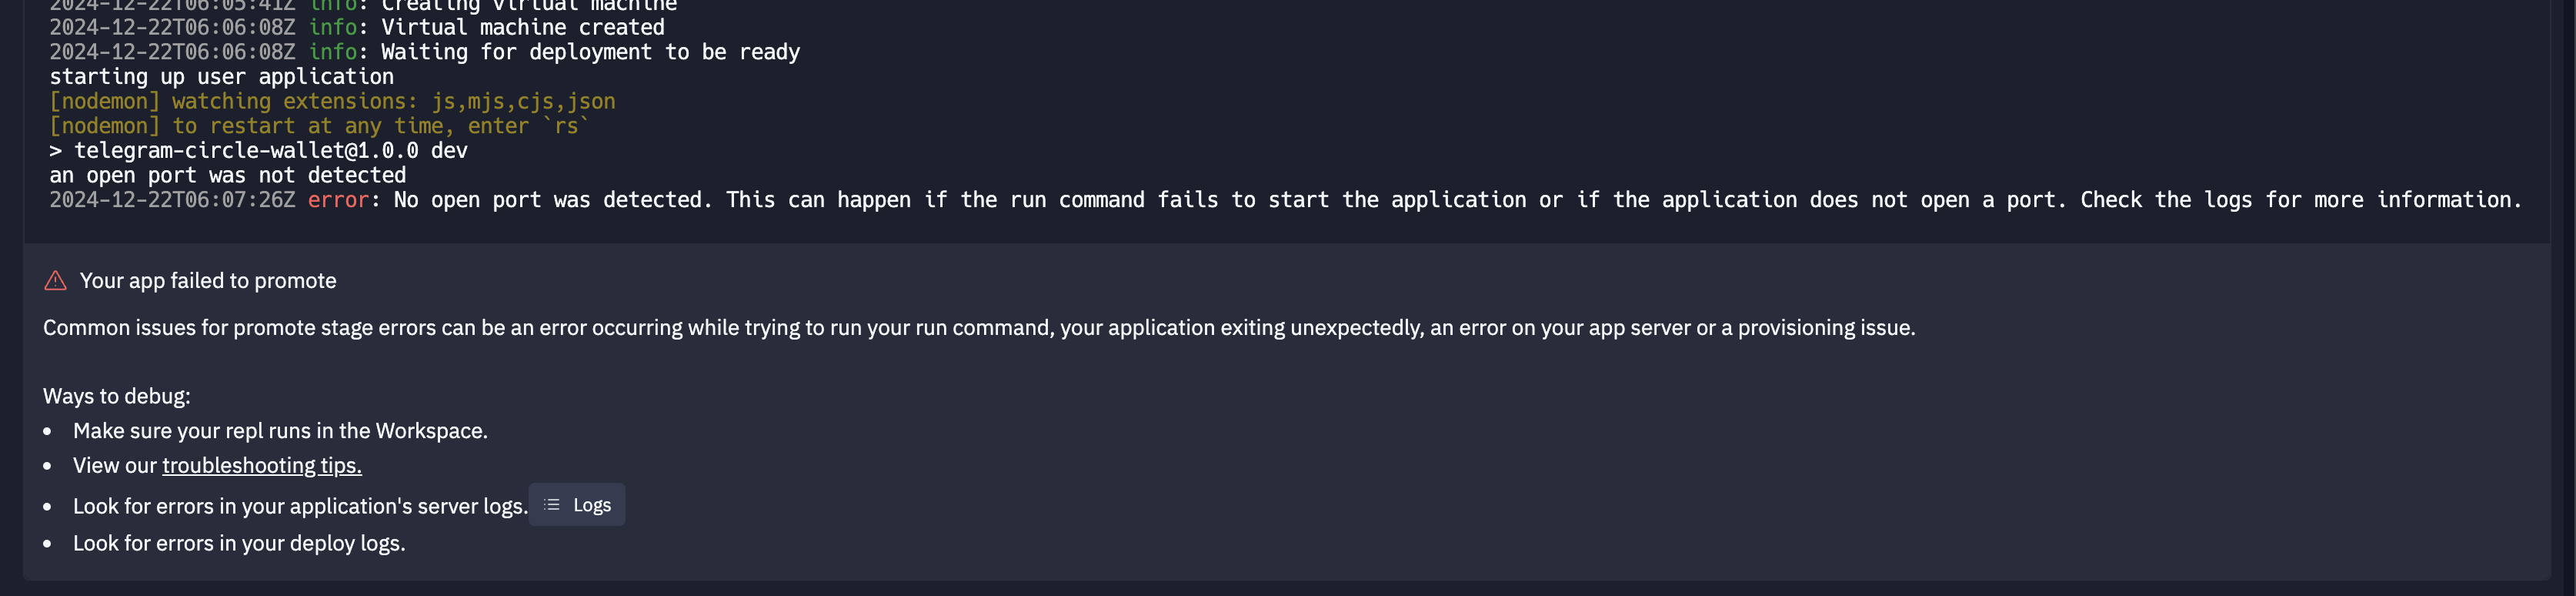 2024-12-22T06:05:41Z info: Creating virtual machine
2024-12-22T06:06:08Z info: Virtual machine created
2024-12-22T06:06:08Z info: Waiting for deployment to be ready
starting up user application
[nodemon] watching extensions: js,mjs,cjs,json
[nodemon] to restart at any time, enter `rs`
> telegram-circle-wallet@1.0.0 dev
an open port was not detected
2024-12-22T06:07:26Z error: No open port was detected. This can happen if the run command fails to start the application or if the application does not open a port. Check the logs for more information.
Your app failed to promote
Common issues for promote stage errors can be an error occurring while trying to run your run command, your application exiting unexpectedly, an error on your app server or a provisioning issue.
Ways to debug:
• Make sure your repl runs in the Workspace.
• View our troubleshooting tips.
• Look for errors in your application's server logs. Logs
• Look for errors in your deploy logs.